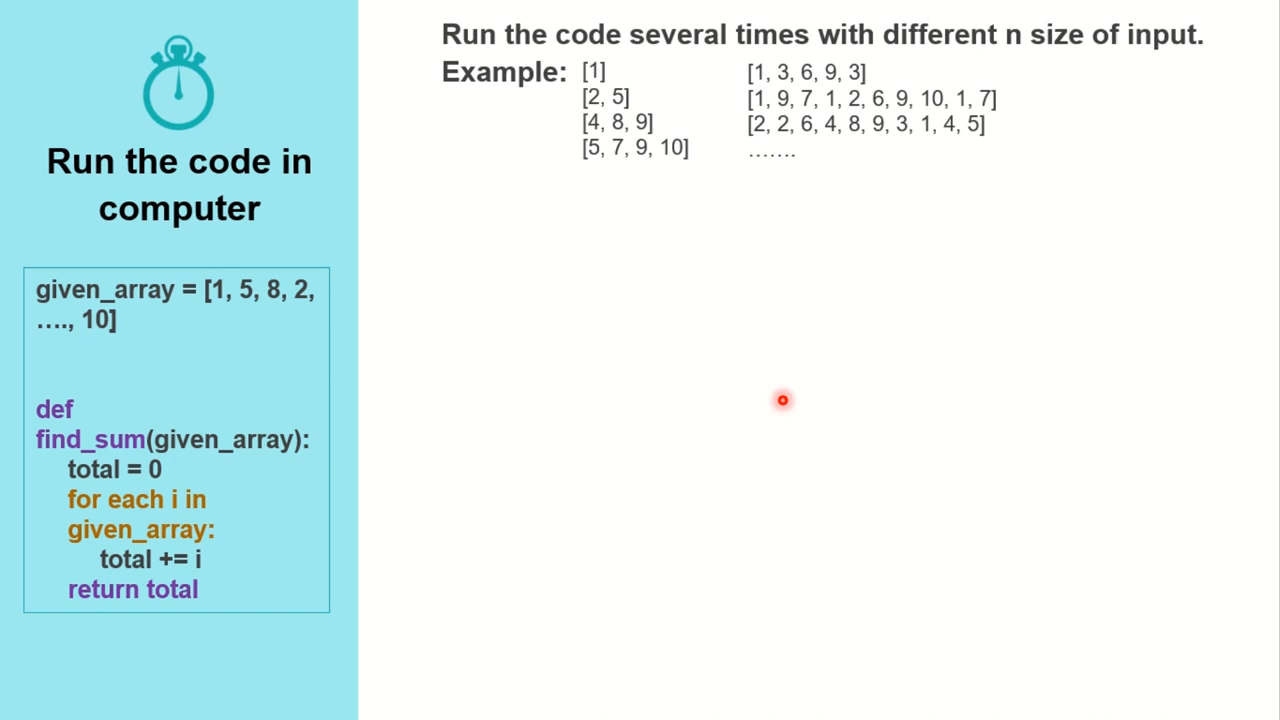 Run the code in
computer
given_array = [1, 5, 8, 2,
…., 10]
def
find_sum(given_array):
total = 0
for each i in
given_array:
total += i
return total
Run the code several times with different n size of input.
Example:
[1]
[2, 5]
[4, 8, 9]
[5, 7, 9, 10]
[1, 3, 6, 9, 3]
[1, 9, 7, 1, 2, 6, 9, 10, 1, 7]
[2, 2, 6, 4, 8, 9, 3, 1, 4, 5]
…….